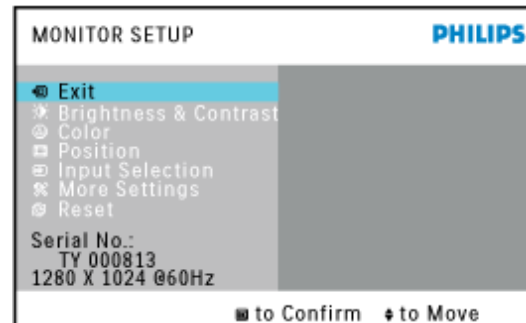 MONITOR SETUP PHILIPS
Exit
Brightness & Contrast
Color
Position
Input Selection
More Settings
Reset
Serial No.:
TY 000813
1280 X 1024 @60Hz
to Confirm to Move